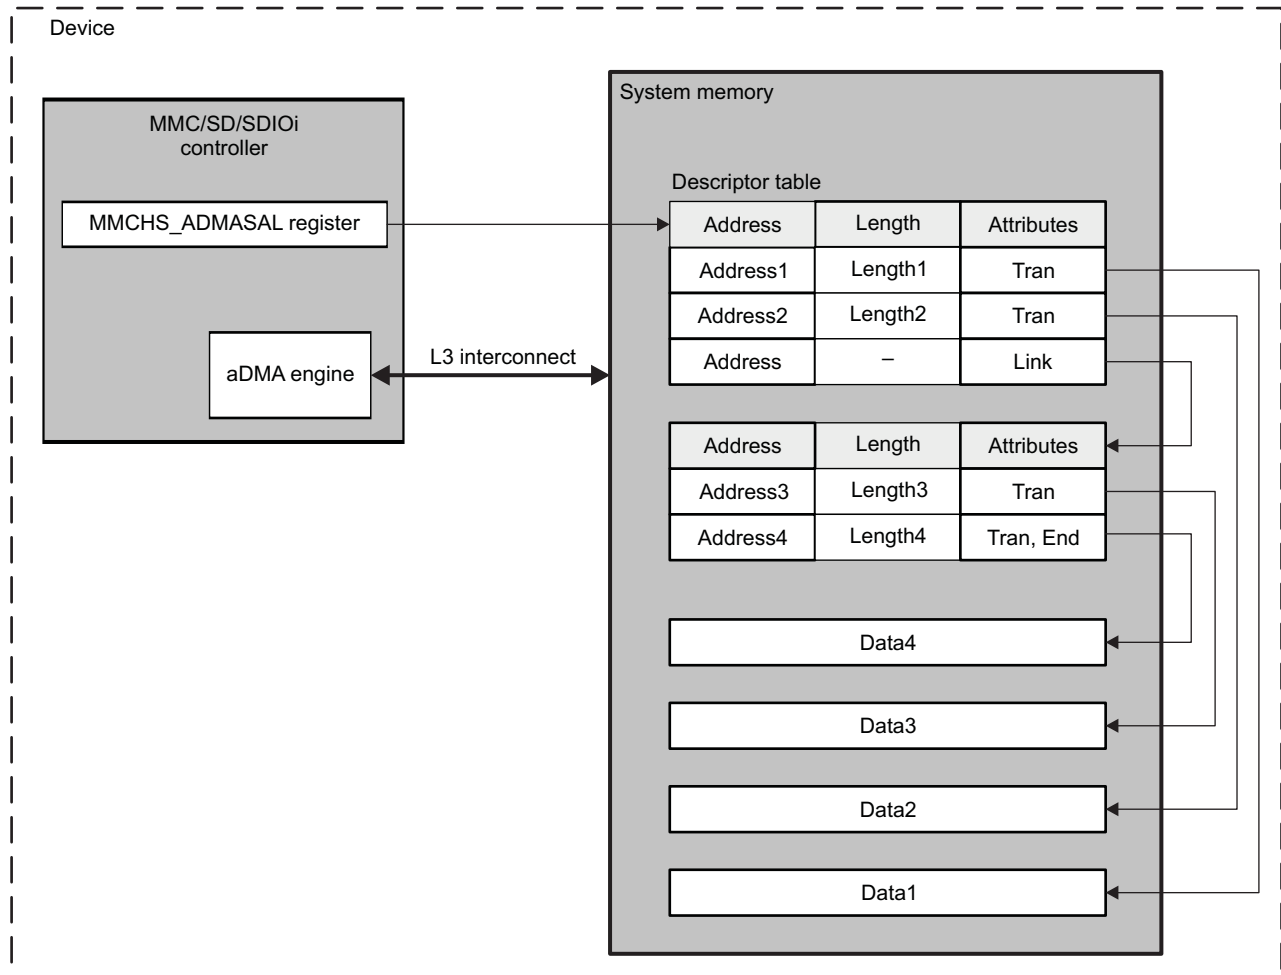 Device
MMC/SD/SDIOi
controller
MMCHS_ADMASAL register
aDMA engine
L3 interconnect
System memory
Descriptor table
Address Length Attributes
Address1 Length1 Tran
Address2 Length2 Tran
Address – Link
Address Length Attributes
Address3 Length3 Tran
Address4 Length4 Tran, End
Data4
Data3
Data2
Data1